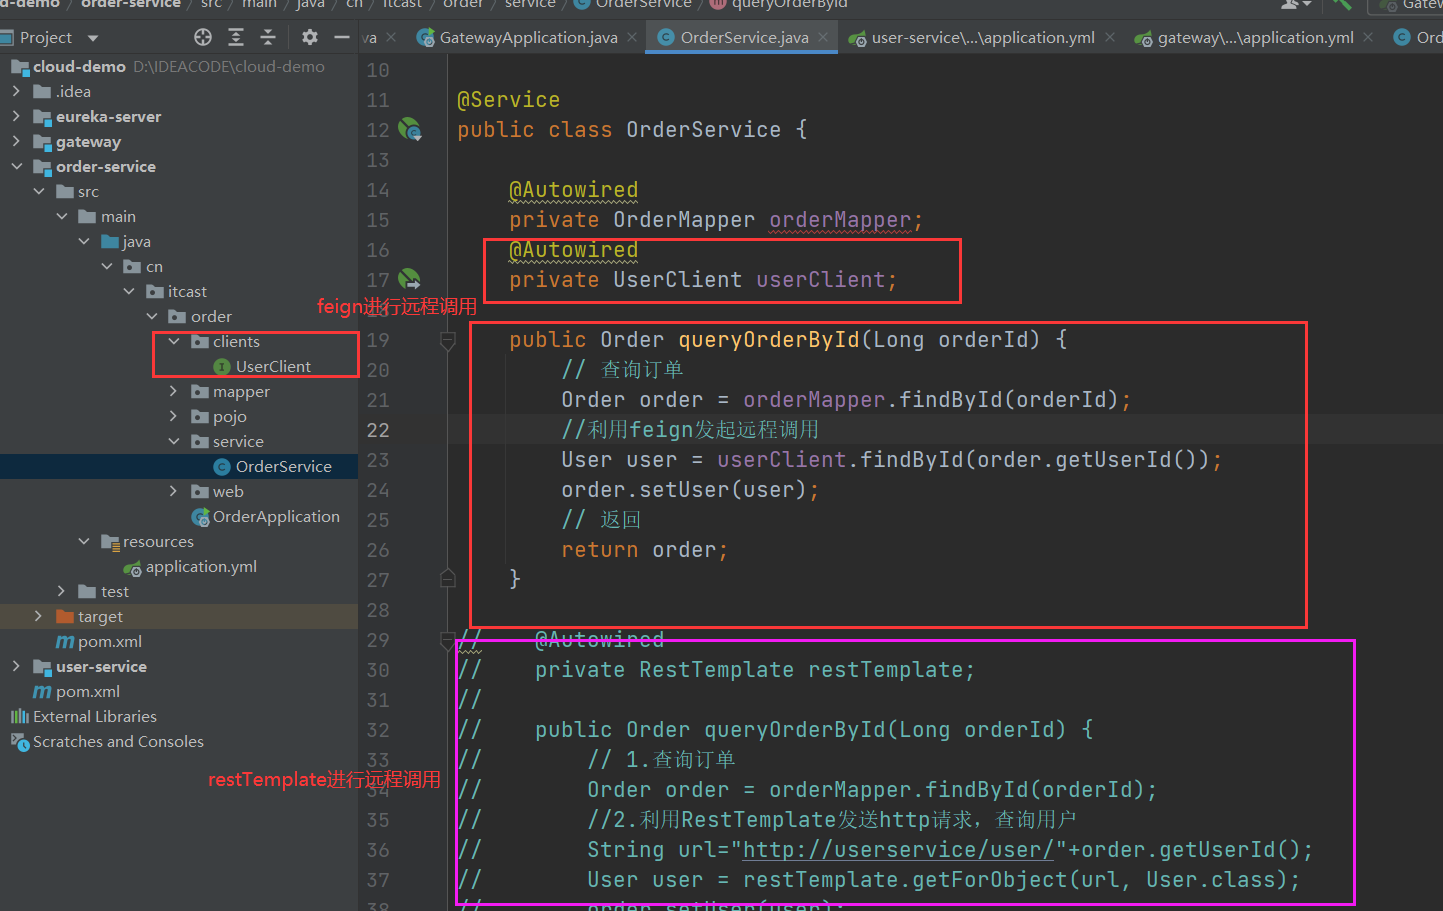 d-demo / order-service / src / main / java / cn / itcast / order / service / OrderService / queryOrderById
Project
va
GatewayApplication.java
OrderService.java
user-service\...\application.yml
gateway\...\application.yml
Ord
cloud-demo D:\IDEACODE\cloud-demo
.idea
eureka-server
gateway
order-service
src
main
java
cn
itcast
order
clients
UserClient
mapper
pojo
service
OrderService
web
OrderApplication
resources
application.yml
test
target
pom.xml
user-service
pom.xml
External Libraries
Scratches and Consoles
feign进行远程调用
restTemplate进行远程调用
10
11 @Service
12 public class OrderService {
13
14 @Autowired
15 private OrderMapper orderMapper;
16 @Autowired
17 private UserClient userClient;
18
19 public Order queryOrderById(Long orderId) {
20 // 查询订单
21 Order order = orderMapper.findById(orderId);
22 //利用feign发起远程调用
23 User user = userClient.findById(order.getUserId());
24 order.setUser(user);
25 // 返回
26 return order;
27 }
28
29 // @Autowired
30 // private RestTemplate restTemplate;
31 //
32 // public Order queryOrderById(Long orderId) {
33 // // 1.查询订单
34 // Order order = orderMapper.findById(orderId);
35 // //2.利用RestTemplate发送http请求，查询用户
36 // String url="http://userservice/user/"+order.getUserId();
37 // User user = restTemplate.getForObject(url, User.class);
38 // order.setUser(user);